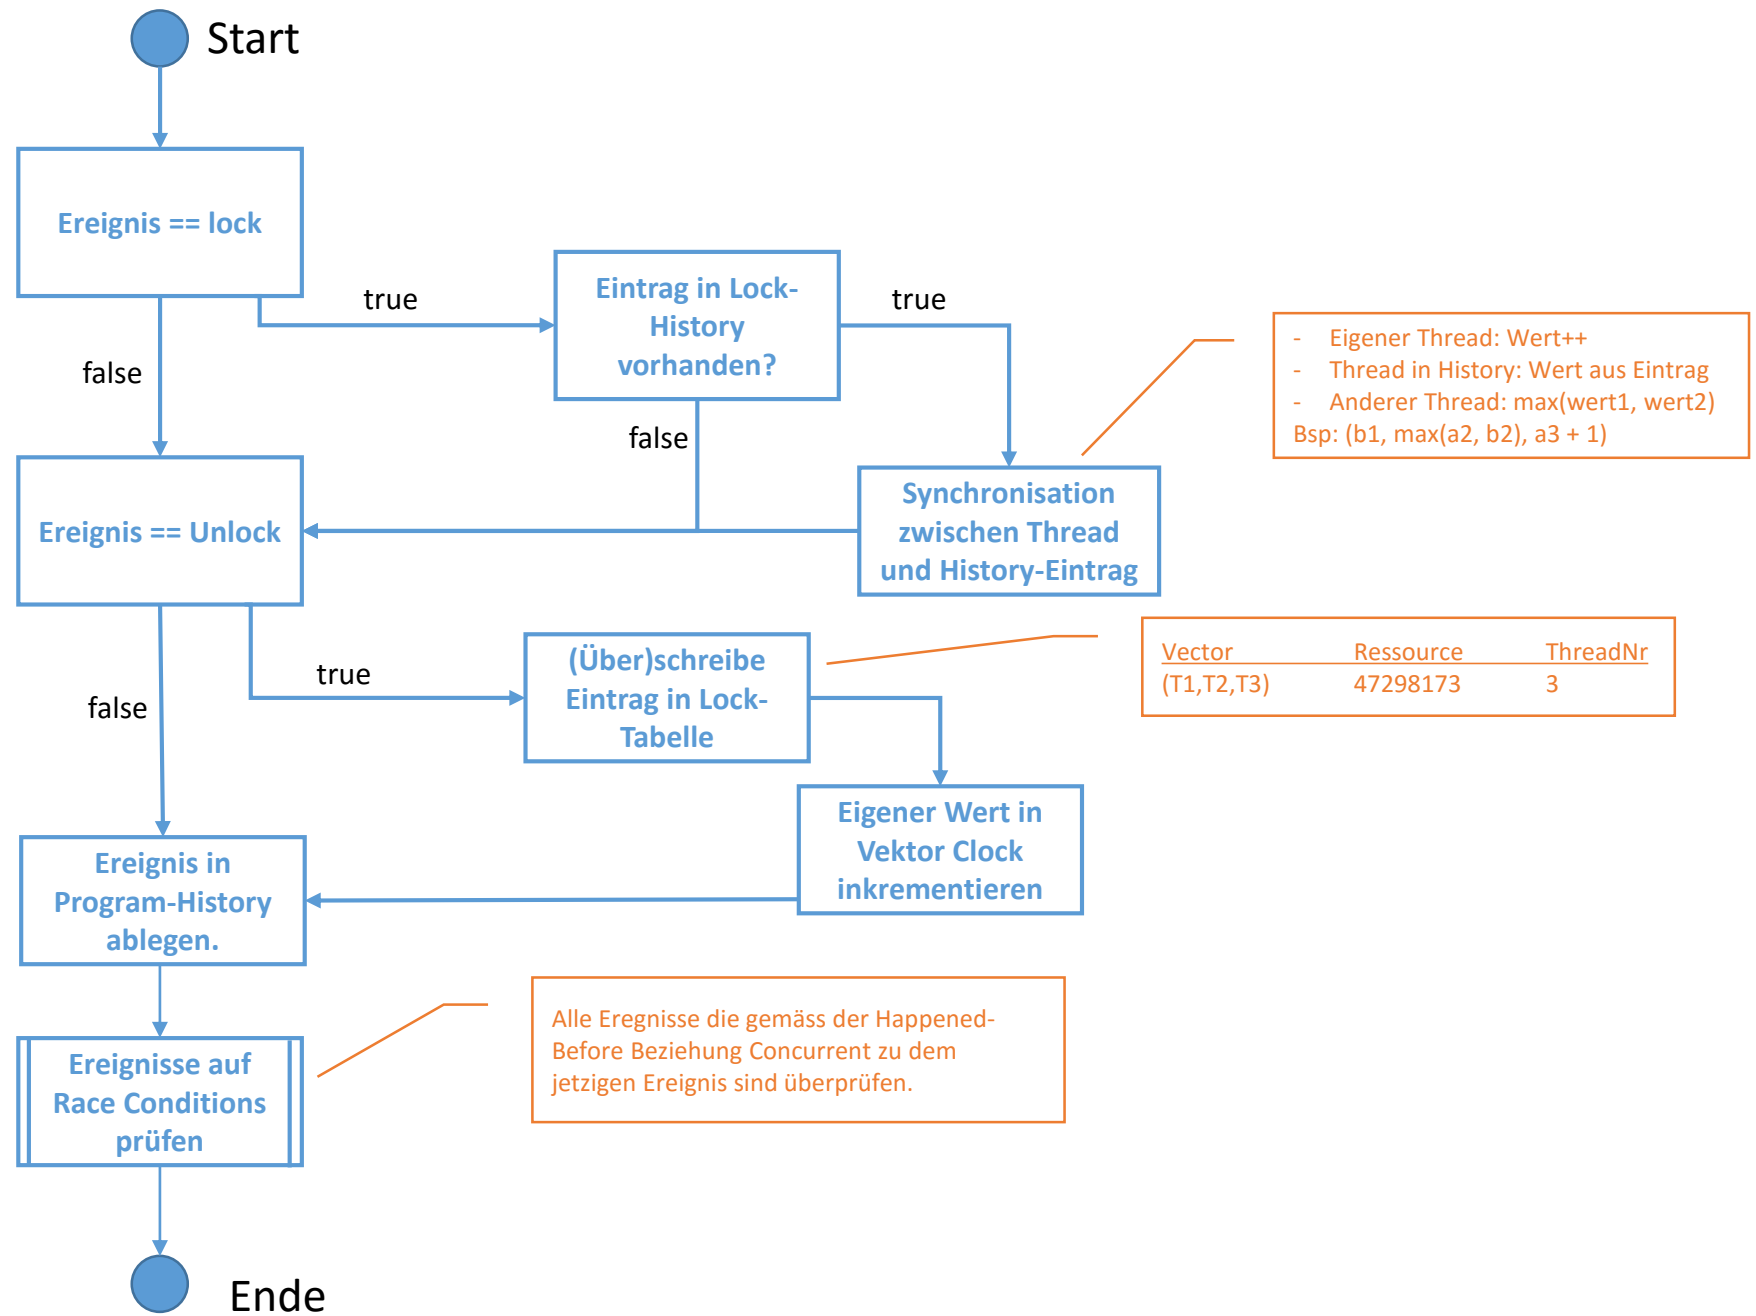 Start
Ereignis == lock
true
Eintrag in Lock-
History
vorhanden?
true
- Eigener Thread: Wert++
- Thread in History: Wert aus Eintrag
- Anderer Thread: max(wert1, wert2)
Bsp: (b1, max(a2, b2), a3 + 1)
false
false
Synchronisation
zwischen Thread
und History-Eintrag
Ereignis == Unlock
true
(Über)schreibe
Eintrag in Lock-
Tabelle
Vector Ressource ThreadNr
(T1,T2,T3) 47298173 3
false
Eigener Wert in
Vektor Clock
inkrementieren
Ereignis in
Program-History
ablegen.
Alle Eregnisse die gemäss der Happened-
Before Beziehung Concurrent zu dem
jetzigen Ereignis sind überprüfen.
Ereignisse auf
Race Conditions
prüfen
Ende